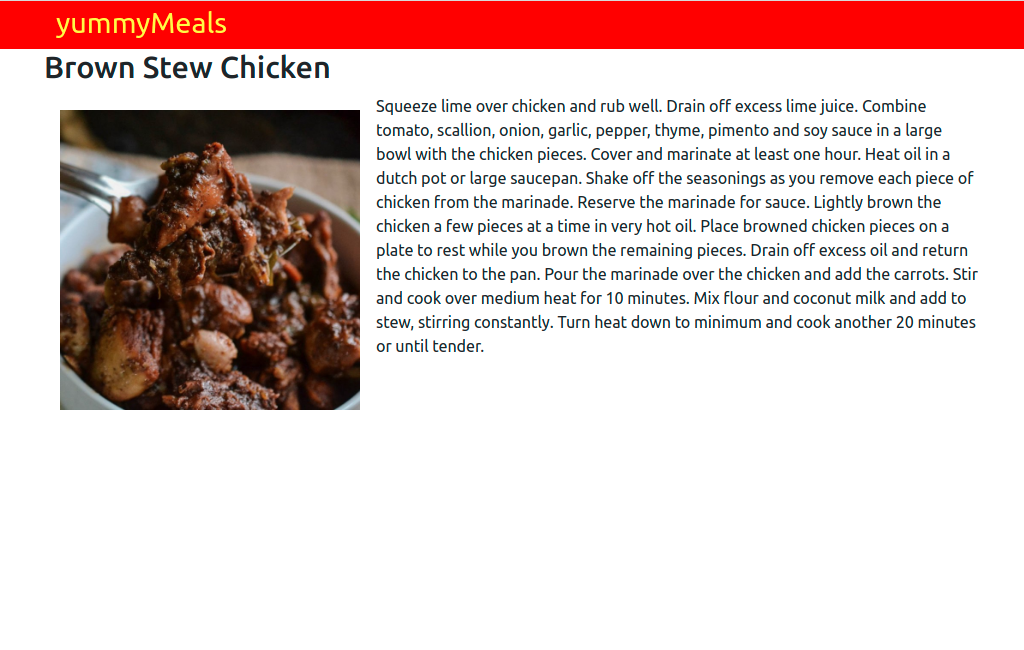 yummyMeals
Brown Stew Chicken
Squeeze lime over chicken and rub well. Drain off excess lime juice. Combine
tomato, scallion, onion, garlic, pepper, thyme, pimento and soy sauce in a large
bowl with the chicken pieces. Cover and marinate at least one hour. Heat oil in a
dutch pot or large saucepan. Shake off the seasonings as you remove each piece of
chicken from the marinade. Reserve the marinade for sauce. Lightly brown the
chicken a few pieces at a time in very hot oil. Place browned chicken pieces on a
plate to rest while you brown the remaining pieces. Drain off excess oil and return
the chicken to the pan. Pour the marinade over the chicken and add the carrots. Stir
and cook over medium heat for 10 minutes. Mix flour and coconut milk and add to
stew, stirring constantly. Turn heat down to minimum and cook another 20 minutes
or until tender.